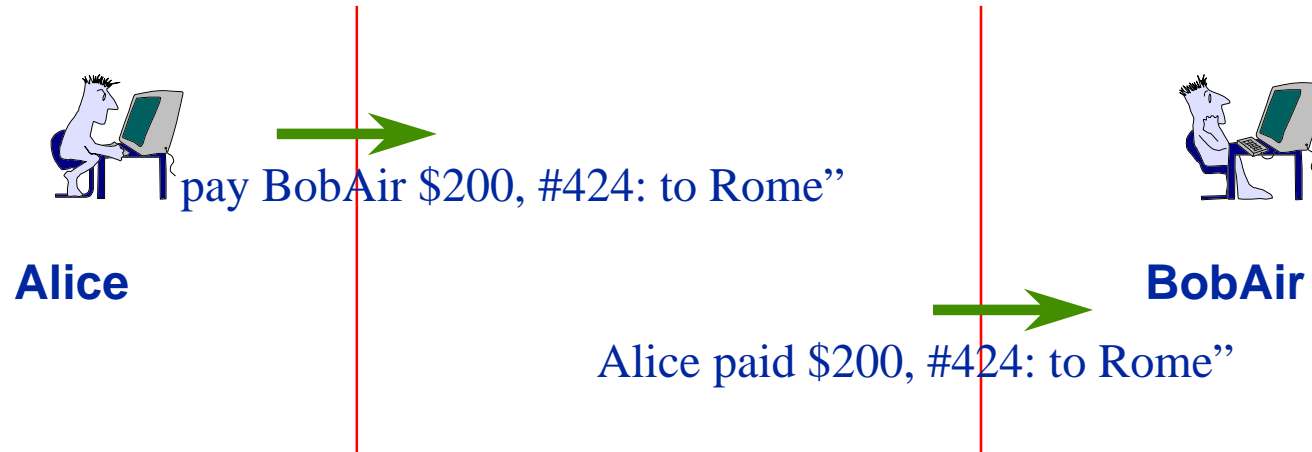 pay BobAir $200, #424: to Rome”
Alice
BobAir
Alice paid $200, #424: to Rome”